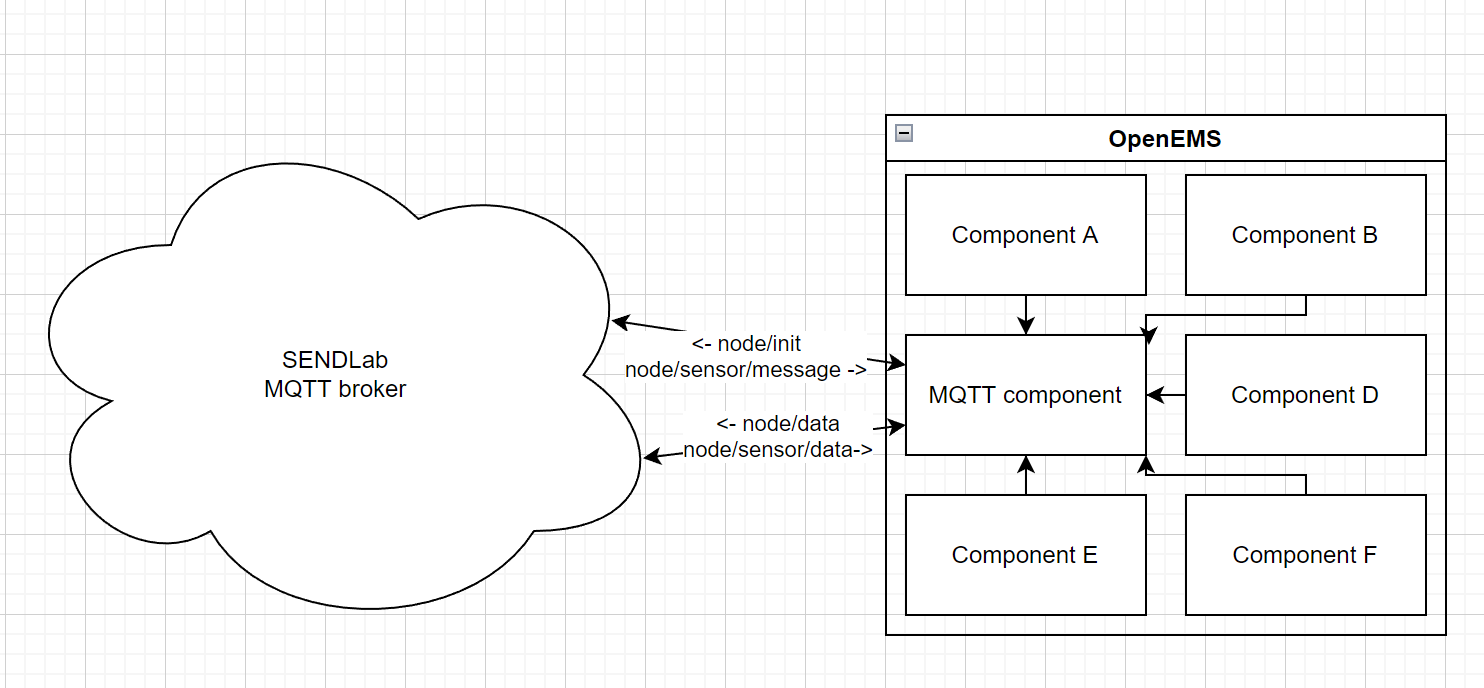 OpenEMS
Component A
Component B
SENDLab
MQTT broker
<- node/init
node/sensor/message ->
<- node/data
node/sensor/data->
MQTT component
Component D
Component E
Component F